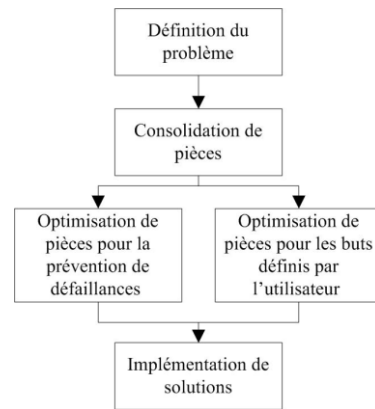 Définition du
problème
Consolidation de
pièces
Optimisation de
pièces pour la
prévention de
défaillances
Optimisation de
pièces pour les buts
définis par
l'utilisateur
Implémentation de
solutions